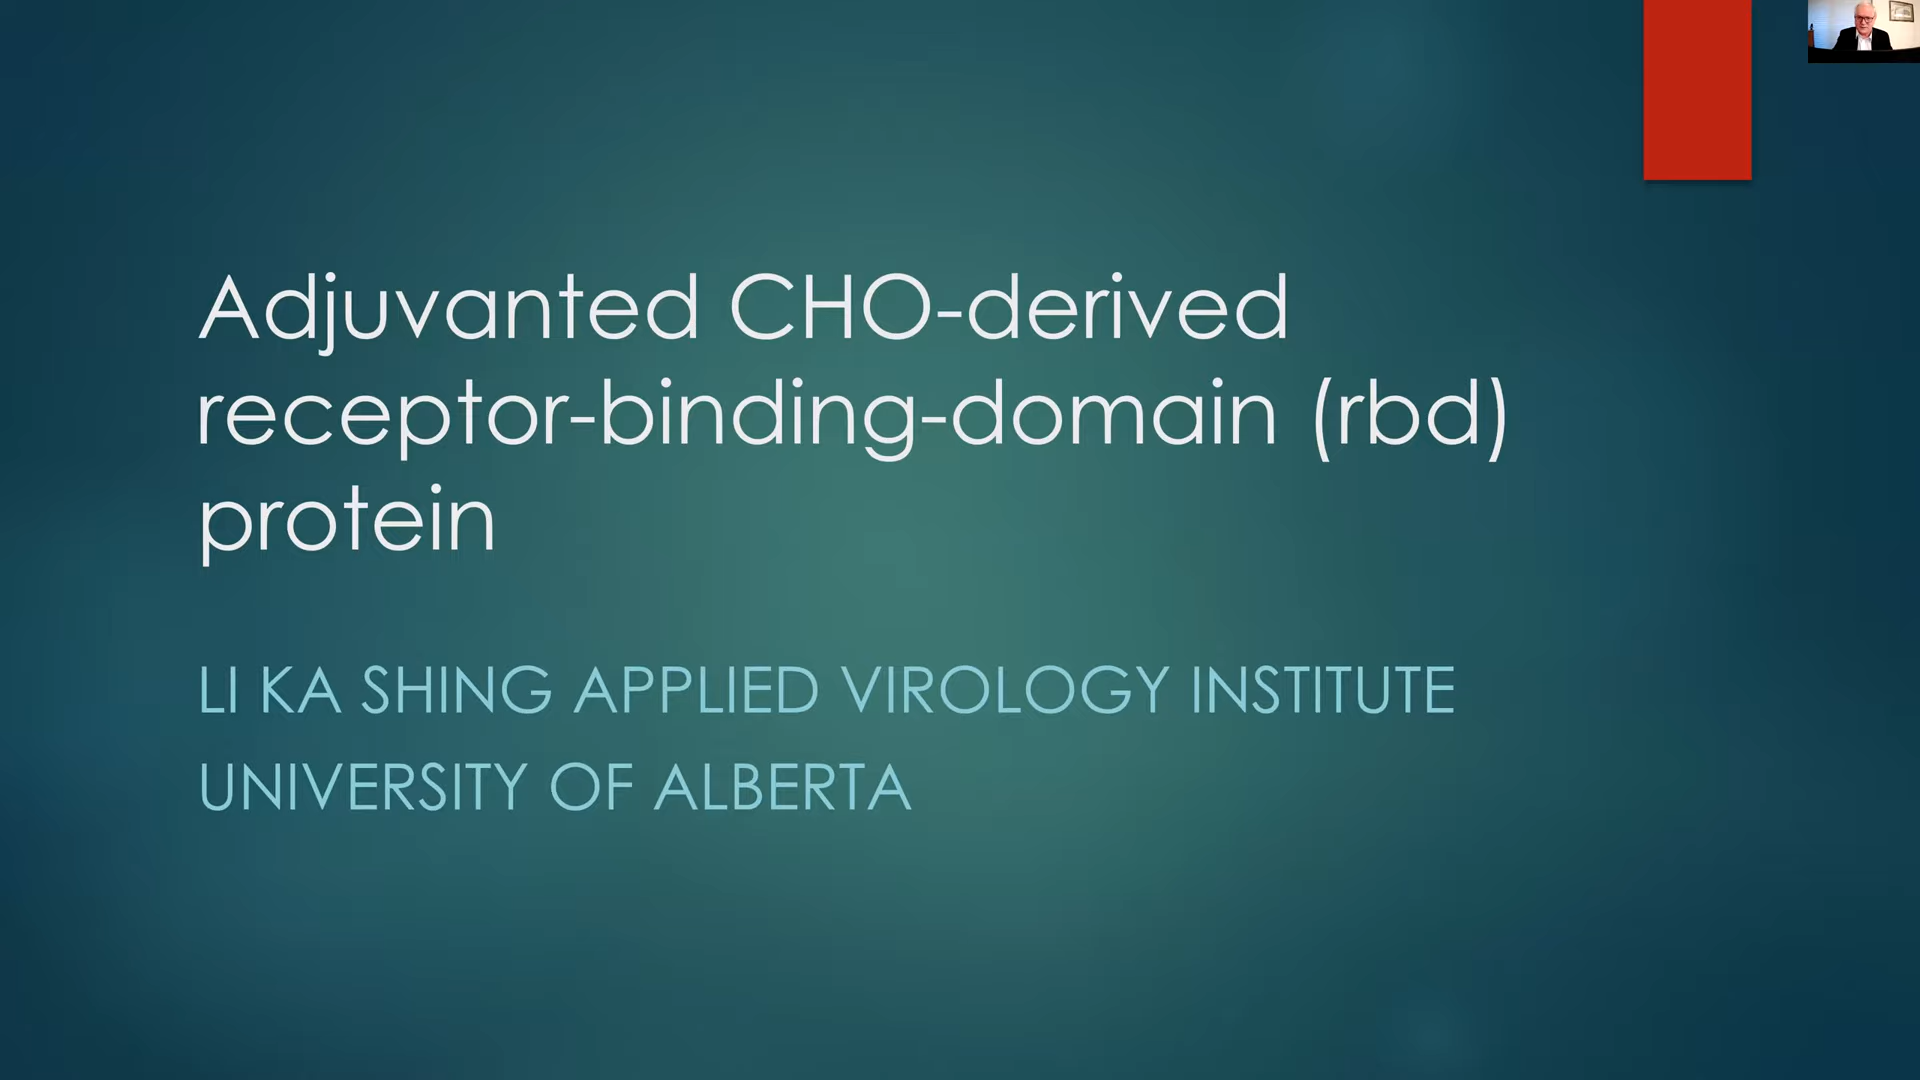 Adjuvanted CHO-derived
receptor-binding-domain (rbd)
protein
LI KA SHING APPLIED VIROLOGY INSTITUTE
UNIVERSITY OF ALBERTA